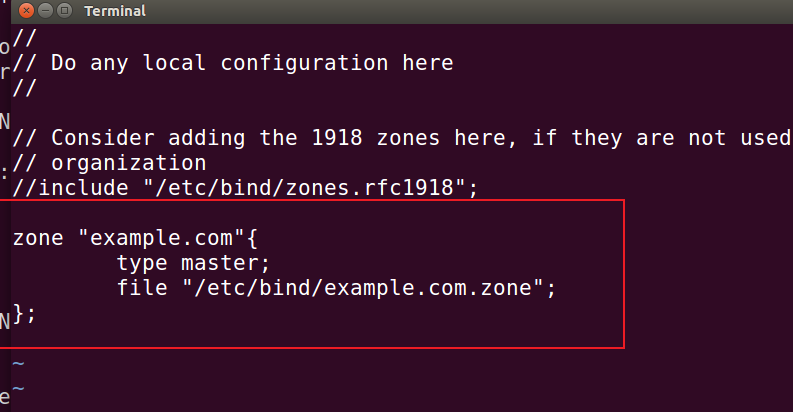 Terminal
//
// Do any local configuration here
//
// Consider adding the 1918 zones here, if they are not used
// organization
//include "/etc/bind/zones.rfc1918";
zone "example.com"{
type master;
file "/etc/bind/example.com.zone";
};
~
~